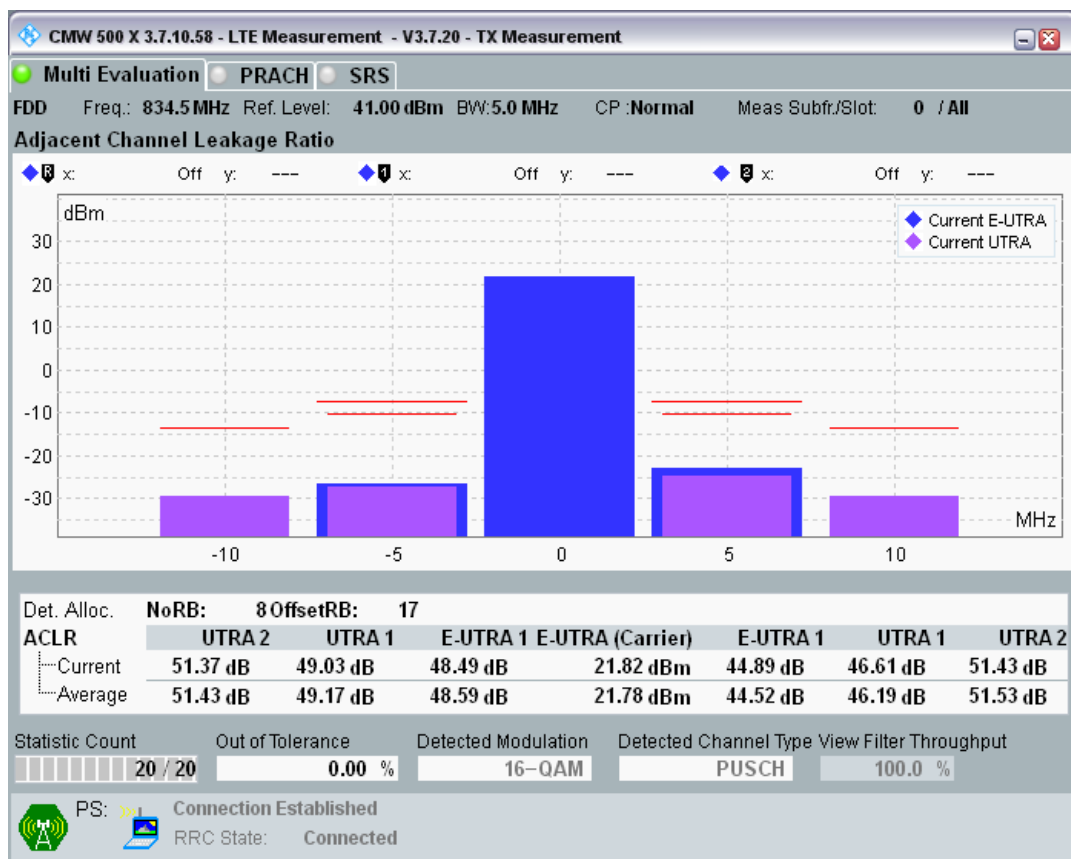 CMW 500 X 3.7.10.58 - LTE Measurement - V3.7.20 - TX Measurement
Multi Evaluation PRACH SRS
FDD Freq.: 834.5 MHz Ref. Level: 41.00 dBm BW:5.0 MHz CP :Normal Meas Subfr./Slot: 0 / All
Adjacent Channel Leakage Ratio
R x: Off y: --- 1 x: Off y: --- 2 x: Off y: ---
dBm
Current E-UTRA
Current UTRA
30
20
10
0
-10
-20
-30
MHz
-10 -5 0 5 10
Det. Alloc. NoRB: 8 OffsetRB: 17
ACLR UTRA 2 UTRA 1 E-UTRA 1 E-UTRA (Carrier) E-UTRA 1 UTRA 1 UTRA 2
Current 51.37 dB 49.03 dB 48.49 dB 21.82 dBm 44.89 dB 46.61 dB 51.43 dB
Average 51.43 dB 49.17 dB 48.59 dB 21.78 dBm 44.52 dB 46.19 dB 51.53 dB
Statistic Count Out of Tolerance Detected Modulation Detected Channel Type View Filter Throughput
20 / 20 0.00 % 16-QAM PUSCH 100.0 %
PS: Connection Established
RRC State: Connected